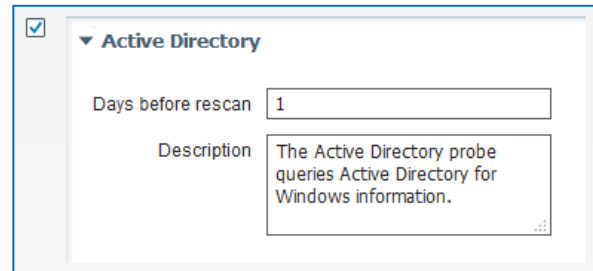 Active Directory
Days before rescan 1
Description The Active Directory probe
queries Active Directory for
Windows information.